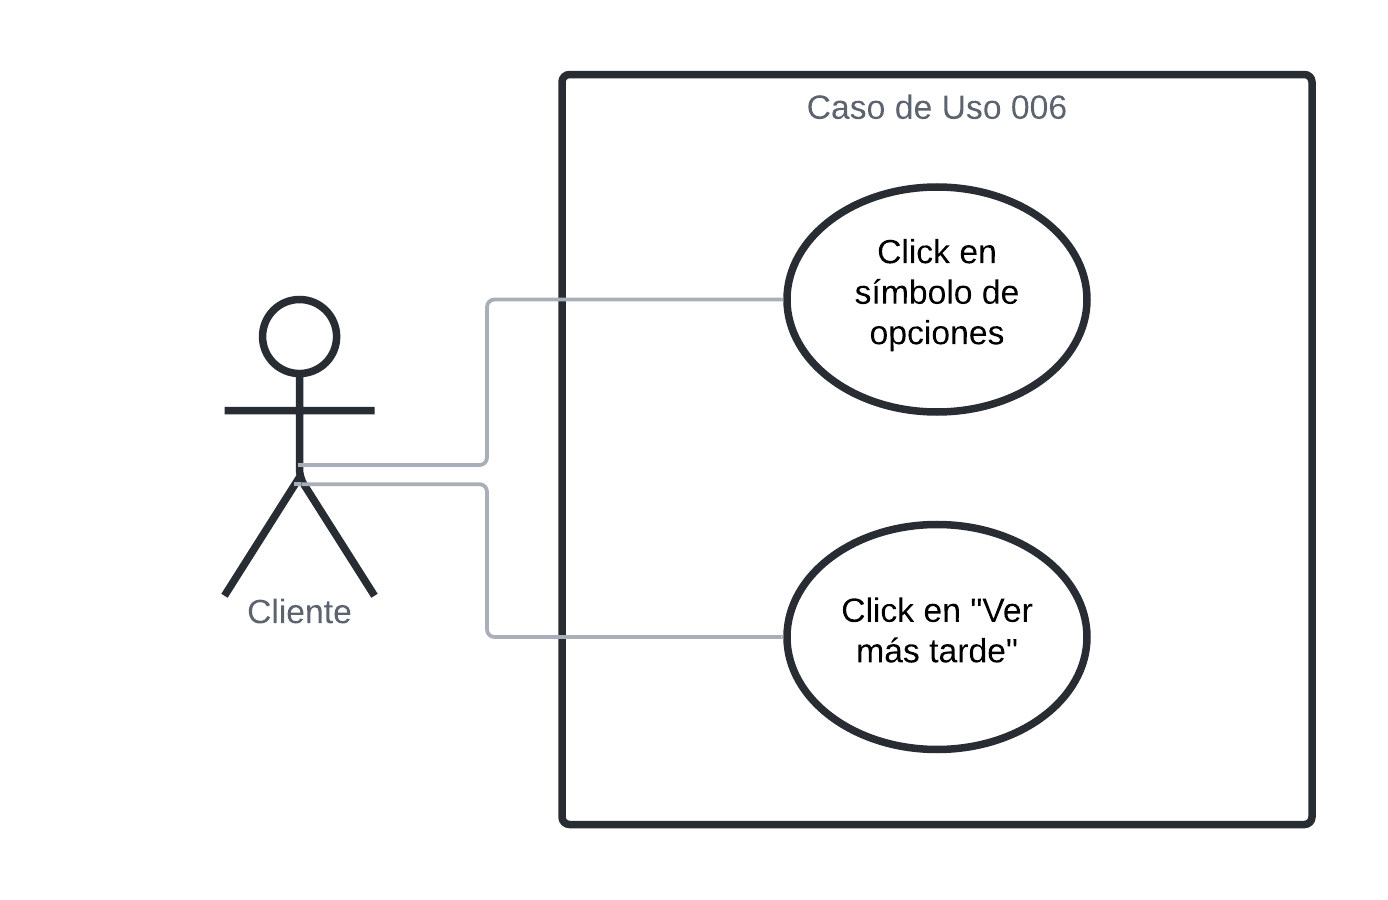 Caso de Uso 006
Click en
símbolo de
opciones
Cliente
Click en "Ver
más tarde"